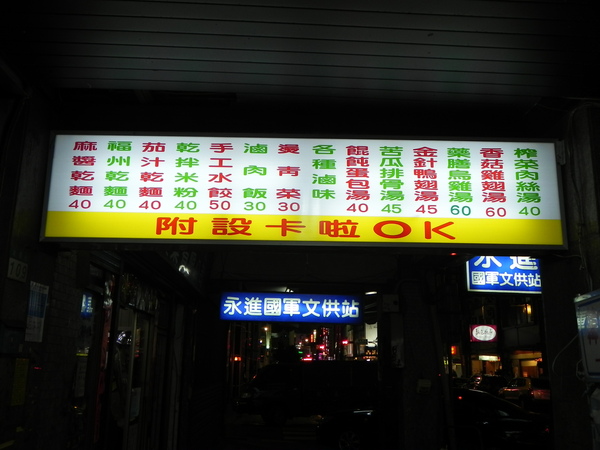 麻醬乾麵 40
福州乾麵 40
茄汁乾麵 40
乾拌米粉 40
手工水餃 50
滷肉飯 30
燙青菜 30
各種滷味
餛飩蛋包湯 40
苦瓜排骨湯 45
金針鴨翅湯 45
藥膳烏雞湯 60
香菇雞翅湯 60
榨菜肉絲湯 40
附設卡啦OK
永進
國軍文供站
永進國軍文供站